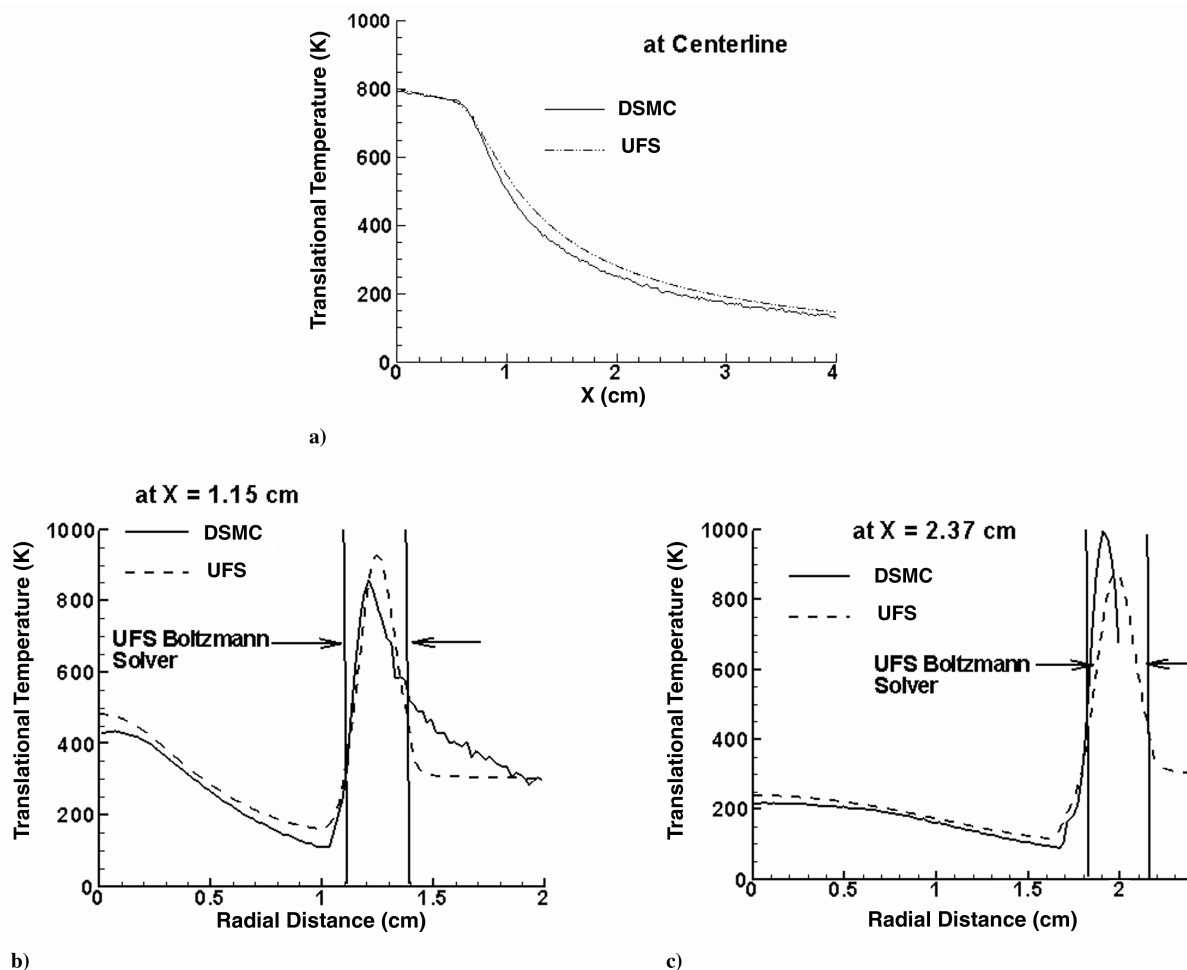 1000
800
600
400
200
0
Translational Temperature (K)
at Centerline
DSMC
UFS
0
1
2
3
4
X (cm)
a)
at X = 1.15 cm
1000
800
600
400
200
0
Translational Temperature (K)
DSMC
UFS
UFS Boltzmann
Solver
0
0.5
1
1.5
2
Radial Distance (cm)
b)
at X = 2.37 cm
1000
800
600
400
200
0
Translational Temperature (K)
DSMC
UFS
UFS Boltzmann
Solver
0
0.5
1
1.5
2
Radial Distance (cm)
c)